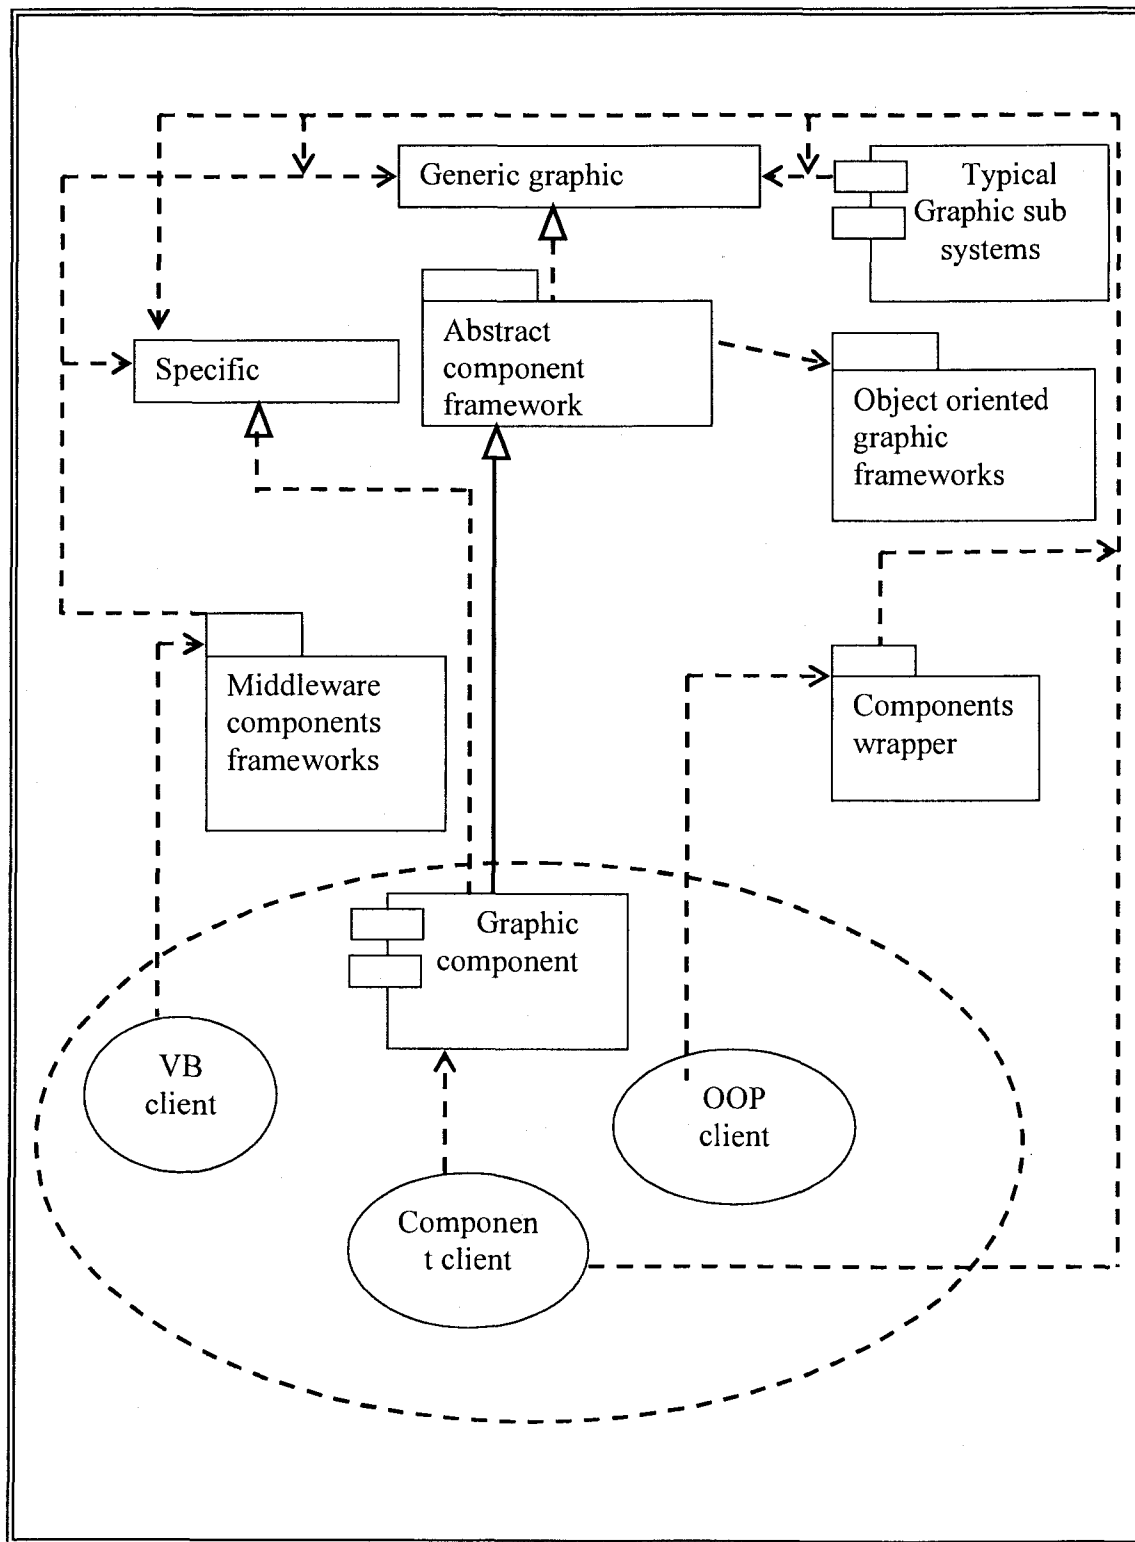 Generic graphic
Typical
Graphic sub
systems
Abstract
component
framework
Specific
Object oriented
graphic
frameworks
Middleware
components
frameworks
Components
wrapper
Graphic
component
VB
client
OOP
client
Componen
t client